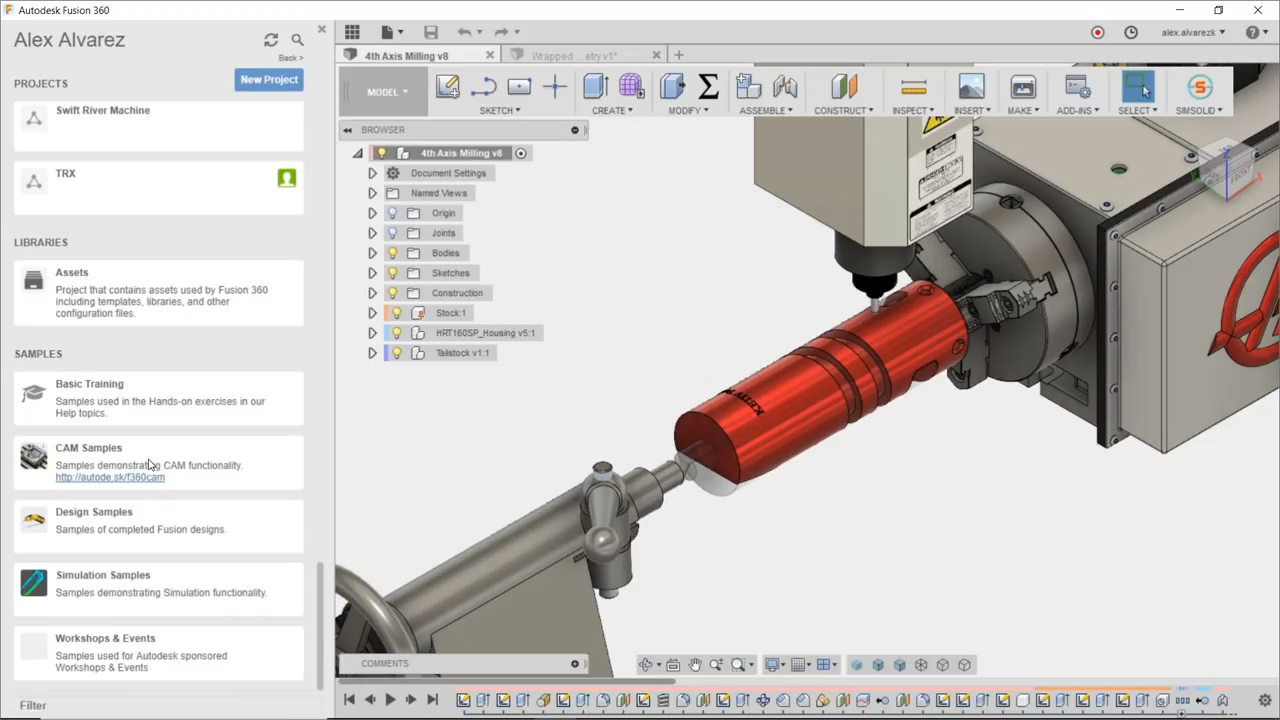 Autodesk Fusion 360
Alex Alvarez
Back >
PROJECTS
New Project
Swift River Machine
TRX
LIBRARIES
Assets
Project that contains assets used by Fusion 360
including templates, libraries, and other
configuration files.
SAMPLES
Basic Training
Samples used in the Hands-on exercises in our
Help topics.
CAM Samples
Samples demonstrating CAM functionality.
http://autode.sk/f360cam
Design Samples
Samples of completed Fusion designs.
Simulation Samples
Samples demonstrating Simulation functionality.
Workshops & Events
Samples used for Autodesk sponsored
Workshops & Events
Filter
alex.alvarezk
4th Axis Milling v8
Wrapped ...etry v1*
MODEL
SKETCH
CREATE
MODIFY
ASSEMBLE
CONSTRUCT
INSPECT
INSERT
MAKE
ADD-INS
SELECT
SIMSOLID
BROWSER
4th Axis Milling v8
Document Settings
Named Views
Origin
Joints
Bodies
Sketches
Construction
Stock:1
HRT160SP_Housing v5:1
Tailstock v1:1
Z
X
FRONT
COMMENTS